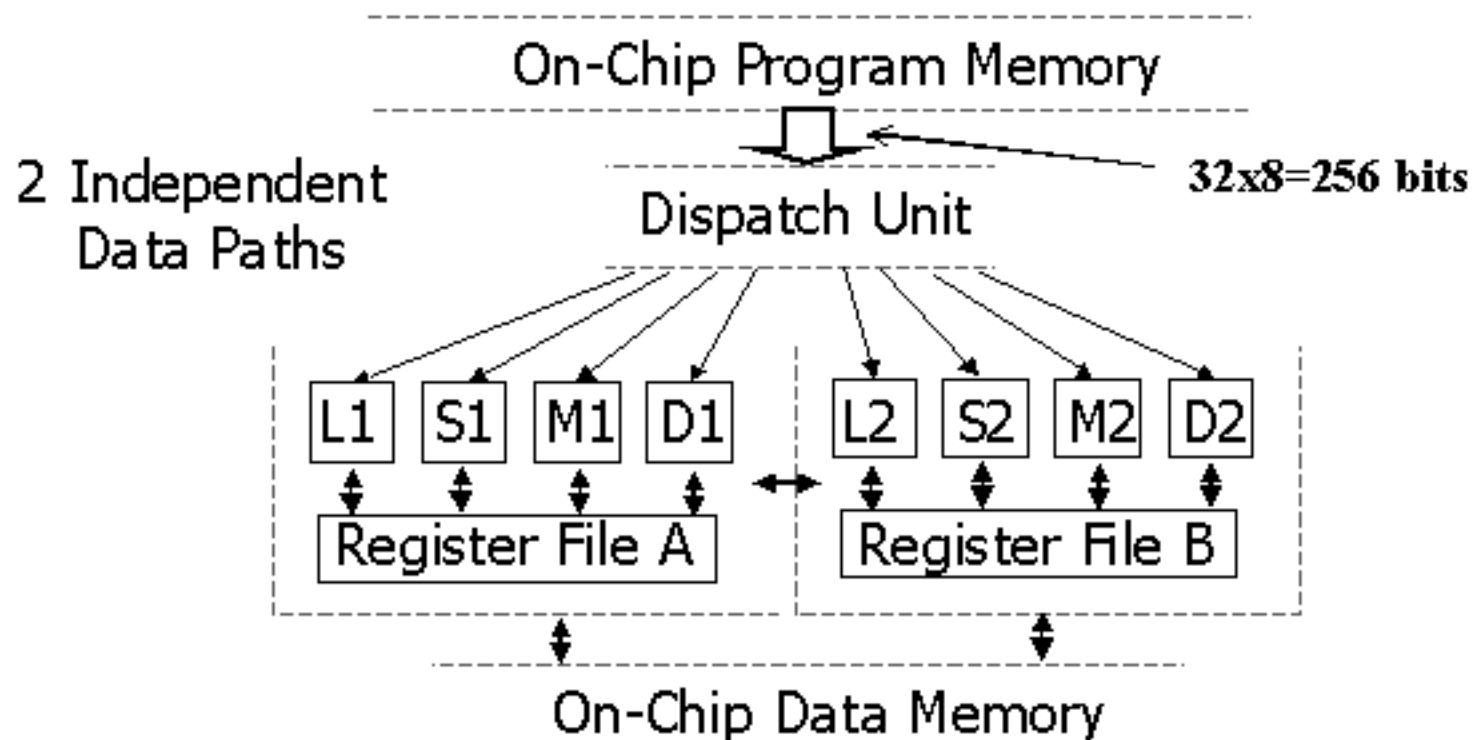 On-Chip Program Memory
2 Independent
Data Paths
32x8=256 bits
Dispatch Unit
L1 S1 M1 D1 L2 S2 M2 D2
Register File A Register File B
On-Chip Data Memory